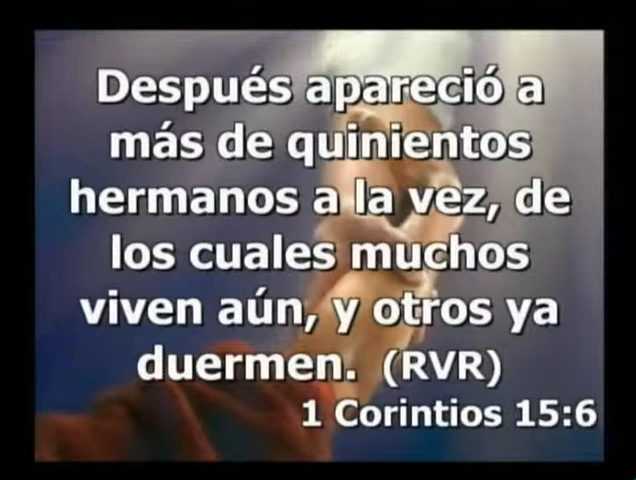 Después apareció a
más de quinientos
hermanos a la vez, de
los cuales muchos
viven aún, y otros ya
duermen. (RVR)
1 Corintios 15:6